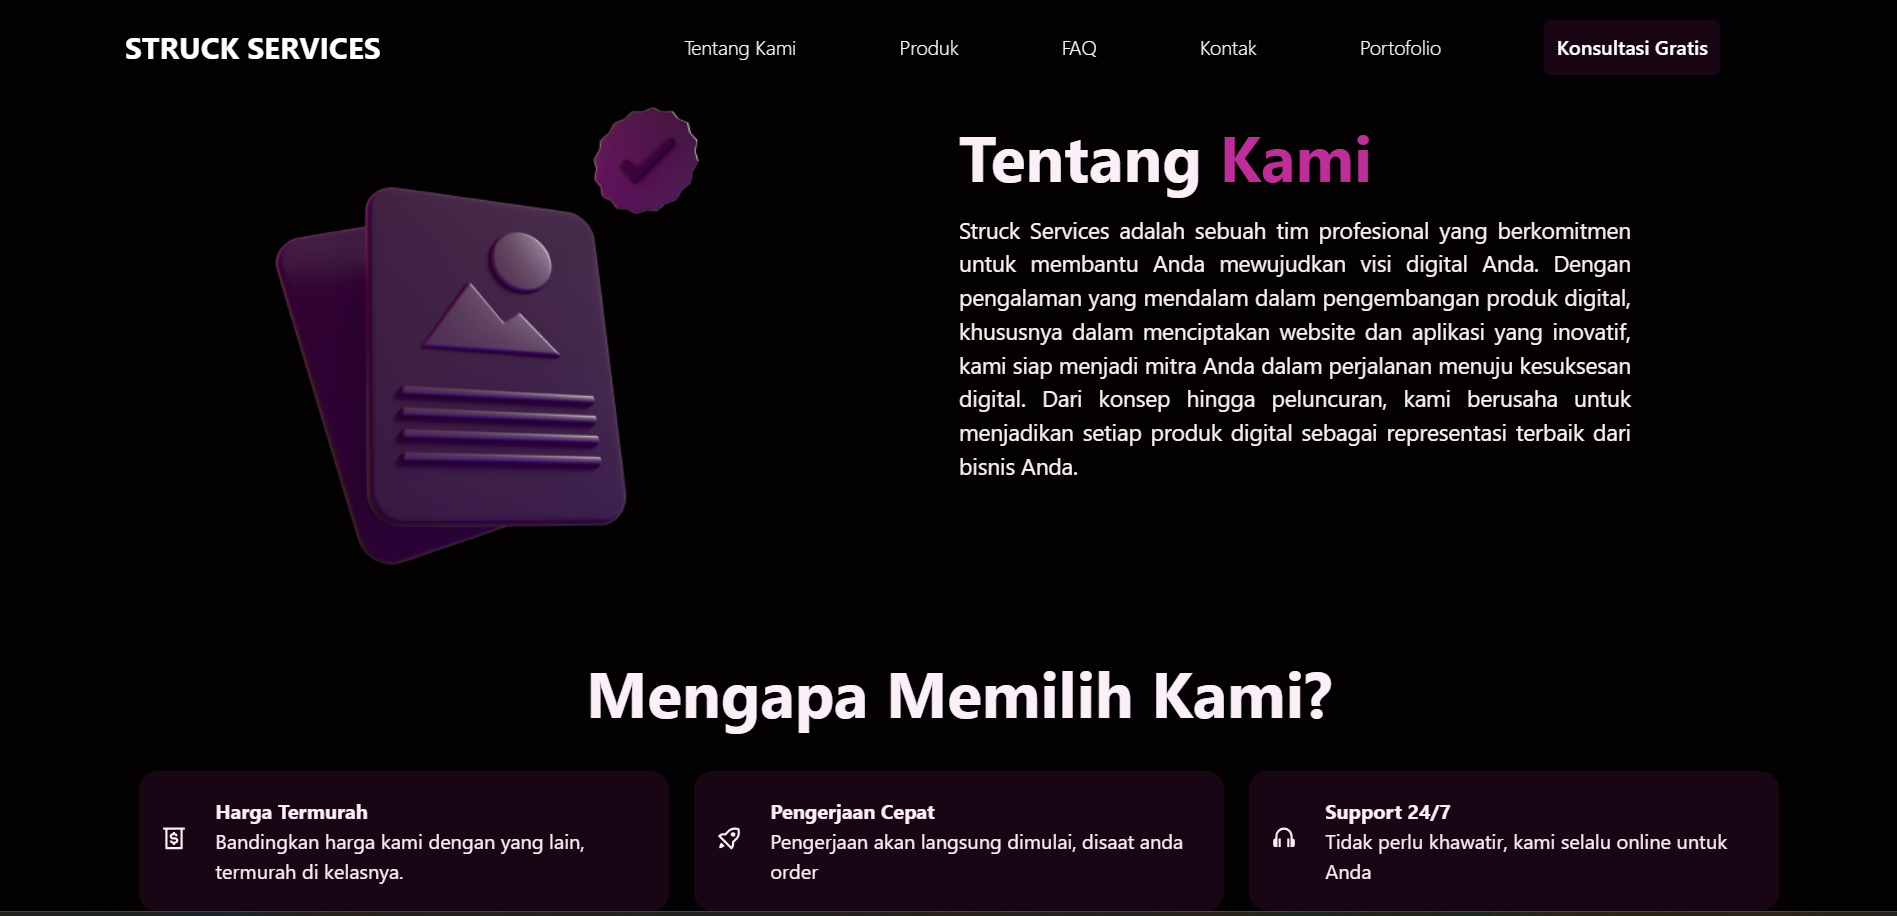 STRUCK SERVICES
Tentang Kami
Produk
FAQ
Kontak
Portofolio
Konsultasi Gratis
Tentang Kami
Struck Services adalah sebuah tim profesional yang berkomitmen
untuk membantu Anda mewujudkan visi digital Anda. Dengan
pengalaman yang mendalam dalam pengembangan produk digital,
khususnya dalam menciptakan website dan aplikasi yang inovatif,
kami siap menjadi mitra Anda dalam perjalanan menuju kesuksesan
digital. Dari konsep hingga peluncuran, kami berusaha untuk
menjadikan setiap produk digital sebagai representasi terbaik dari
bisnis Anda.
Mengapa Memilih Kami?
Harga Termurah
Bandingkan harga kami dengan yang lain,
termurah di kelasnya.
Pengerjaan Cepat
Pengerjaan akan langsung dimulai, disaat anda
order
Support 24/7
Tidak perlu khawatir, kami selalu online untuk
Anda